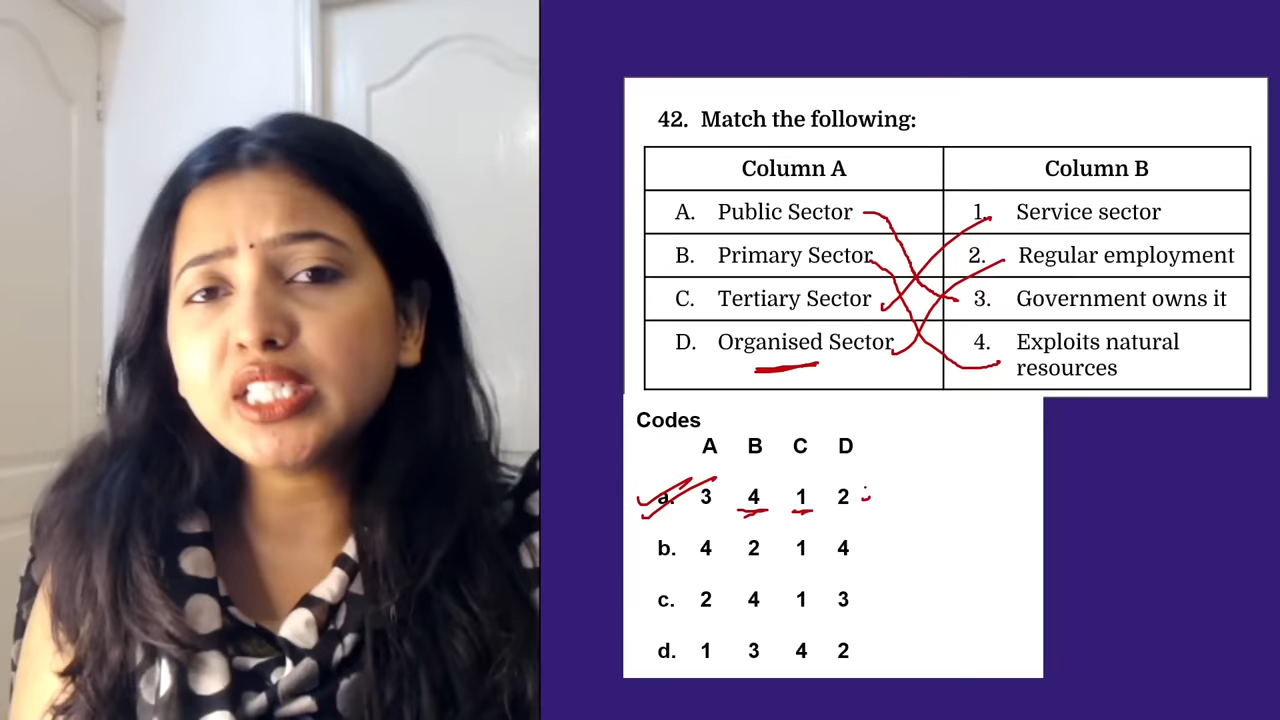 42. Match the following:
Column A Column B
A. Public Sector 1. Service sector
B. Primary Sector 2. Regular employment
C. Tertiary Sector 3. Government owns it
D. Organised Sector 4. Exploits natural
resources
Codes
A B C D
a. 3 4 1 2
b. 4 2 1 4
c. 2 4 1 3
d. 1 3 4 2